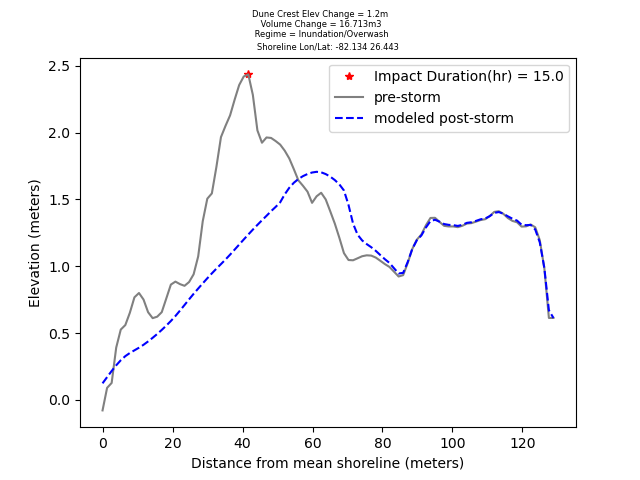 Dune Crest Elev Change = 1.2m
Volume Change = 16.713m3
Regime = Inundation/Overwash
Shoreline Lon/Lat: -82.134 26.443
Impact Duration(hr) = 15.0
pre-storm
modeled post-storm
2.5
2.0
1.5
1.0
0.5
0.0
Elevation (meters)
0 20 40 60 80 100 120
Distance from mean shoreline (meters)